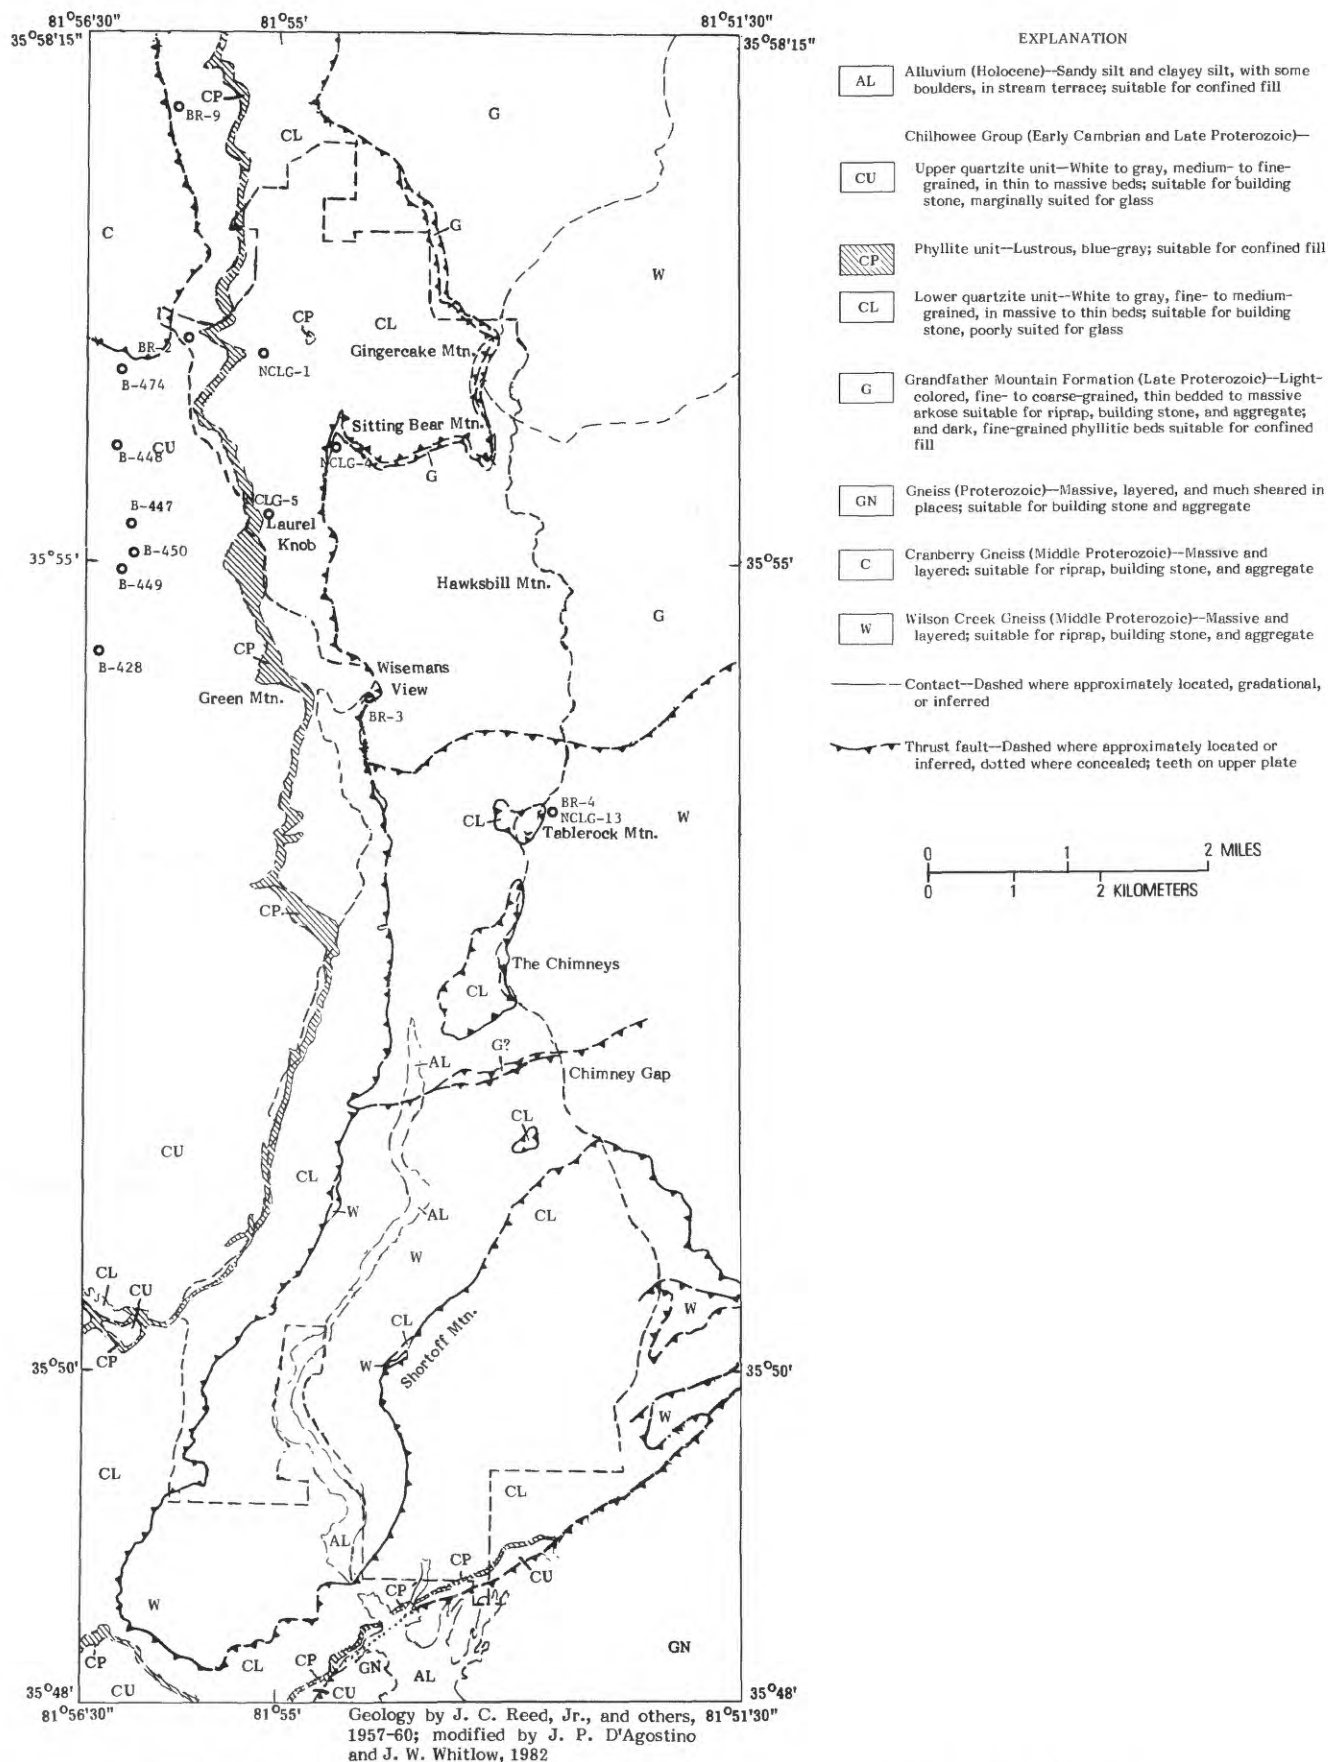 81°56'30" 81°55' 81°51'30"
35°58'15" 35°58'15"
CP
BR-9
CL
G
G
C
W
CP
CL
Gingercake Mtn.
BR-2
NCLG-1
B-474
Sitting Bear Mtn.
CU
B-448
NCLG-4
G
NCLG-5
B-447
Laurel
Knob
B-450
35°55' 35°55'
B-449
Hawksbill Mtn.
G
CP
B-428
Wisemans
View
Green Mtn.
BR-3
BR-4
CL
NCLG-13
W
Tablerock Mtn.
CP
The Chimneys
CL
G?
AL
Chimney Gap
CL
CU
CL
CL
W
AL
W
CL
CU
CL
W
Shortoff Mtn.
CP
W
35°50' 35°50'
W
CL
CL
AL
CP
CU
W
CP
GN
CP
CL
CP
GN
AL
CU
CU
35°48' 35°48'
81°56'30" 81°55' 81°51'30"
Geology by J. C. Reed, Jr., and others,
1957-60; modified by J. P. D'Agostino
and J. W. Whitlow, 1982
EXPLANATION
AL Alluvium (Holocene)--Sandy silt and clayey silt, with some
boulders, in stream terrace; suitable for confined fill
Chilhowee Group (Early Cambrian and Late Proterozoic)—
CU Upper quartzite unit—White to gray, medium- to fine-
grained, in thin to massive beds; suitable for building
stone, marginally suited for glass
CP Phyllite unit—Lustrous, blue-gray; suitable for confined fill
CL Lower quartzite unit--White to gray, fine- to medium-
grained, in massive to thin beds; suitable for building
stone, poorly suited for glass
G Grandfather Mountain Formation (Late Proterozoic)--Light-
colored, fine- to coarse-grained, thin bedded to massive
arkose suitable for riprap, building stone, and aggregate;
and dark, fine-grained phyllitic beds suitable for confined
fill
GN Gneiss (Proterozoic)—Massive, layered, and much sheared in
places; suitable for building stone and aggregate
C Cranberry Gneiss (Middle Proterozoic)—Massive and
layered; suitable for riprap, building stone, and aggregate
W Wilson Creek Gneiss (Middle Proterozoic)—Massive and
layered; suitable for riprap, building stone, and aggregate
Contact—Dashed where approximately located, gradational,
or inferred
Thrust fault—Dashed where approximately located or
inferred, dotted where concealed; teeth on upper plate
0 1 2 MILES
0 1 2 KILOMETERS